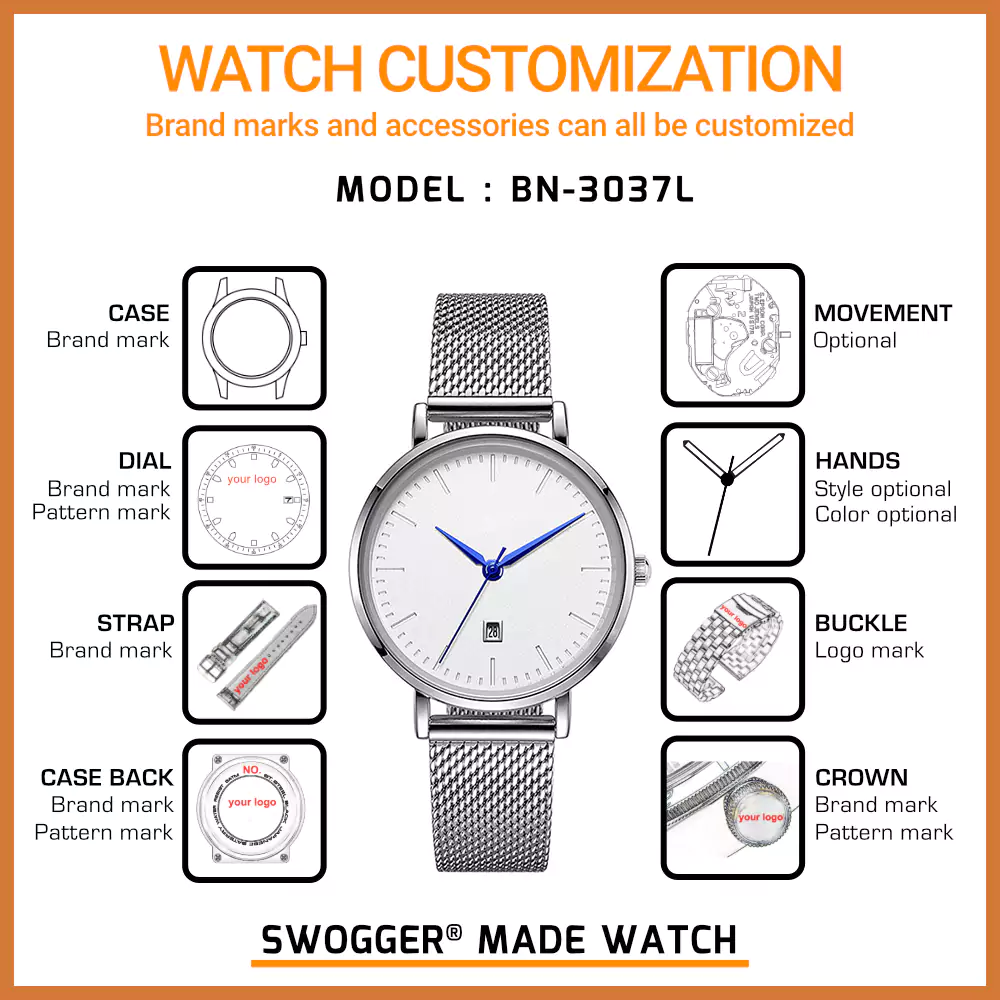 WATCH CUSTOMIZATION
Brand marks and accessories can all be customized
MODEL : BN-3037L
CASE
Brand mark
DIAL
Brand mark
Pattern mark
your logo
7
STRAP
Brand mark
your logo
CASE BACK
Brand mark
Pattern mark
NO.
your logo
28
MOVEMENT
Optional
HANDS
Style optional
Color optional
BUCKLE
Logo mark
your logo
CROWN
Brand mark
Pattern mark
your logo
SWOGGER® MADE WATCH